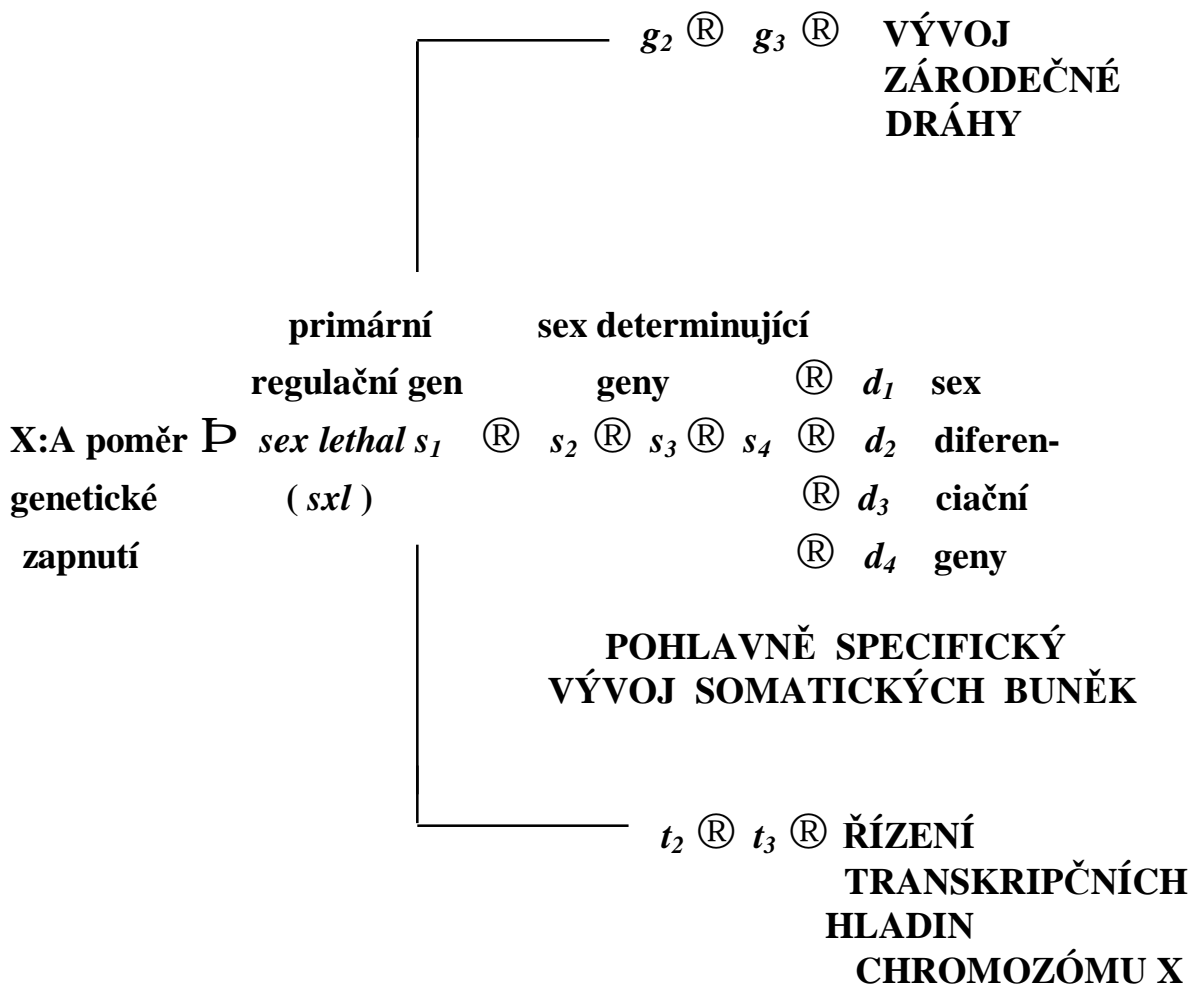 g2 ® g3 ® VÝVOJ
ZÁRODEČNÉ
DRÁHY
primární sex determinující
regulační gen geny ® d1 sex
X:A poměr Þ sex lethal s1 ® s2 ® s3 ® s4 ® d2 diferen-
genetické ( sxl ) ® d3 ciační
zapnutí ® d4 geny
POHLAVNĚ SPECIFICKÝ
VÝVOJ SOMATICKÝCH BUNĚK
t2 ® t3 ® ŘÍZENÍ
TRANSKRIPČNÍCH
HLADIN
CHROMOZÓMU X